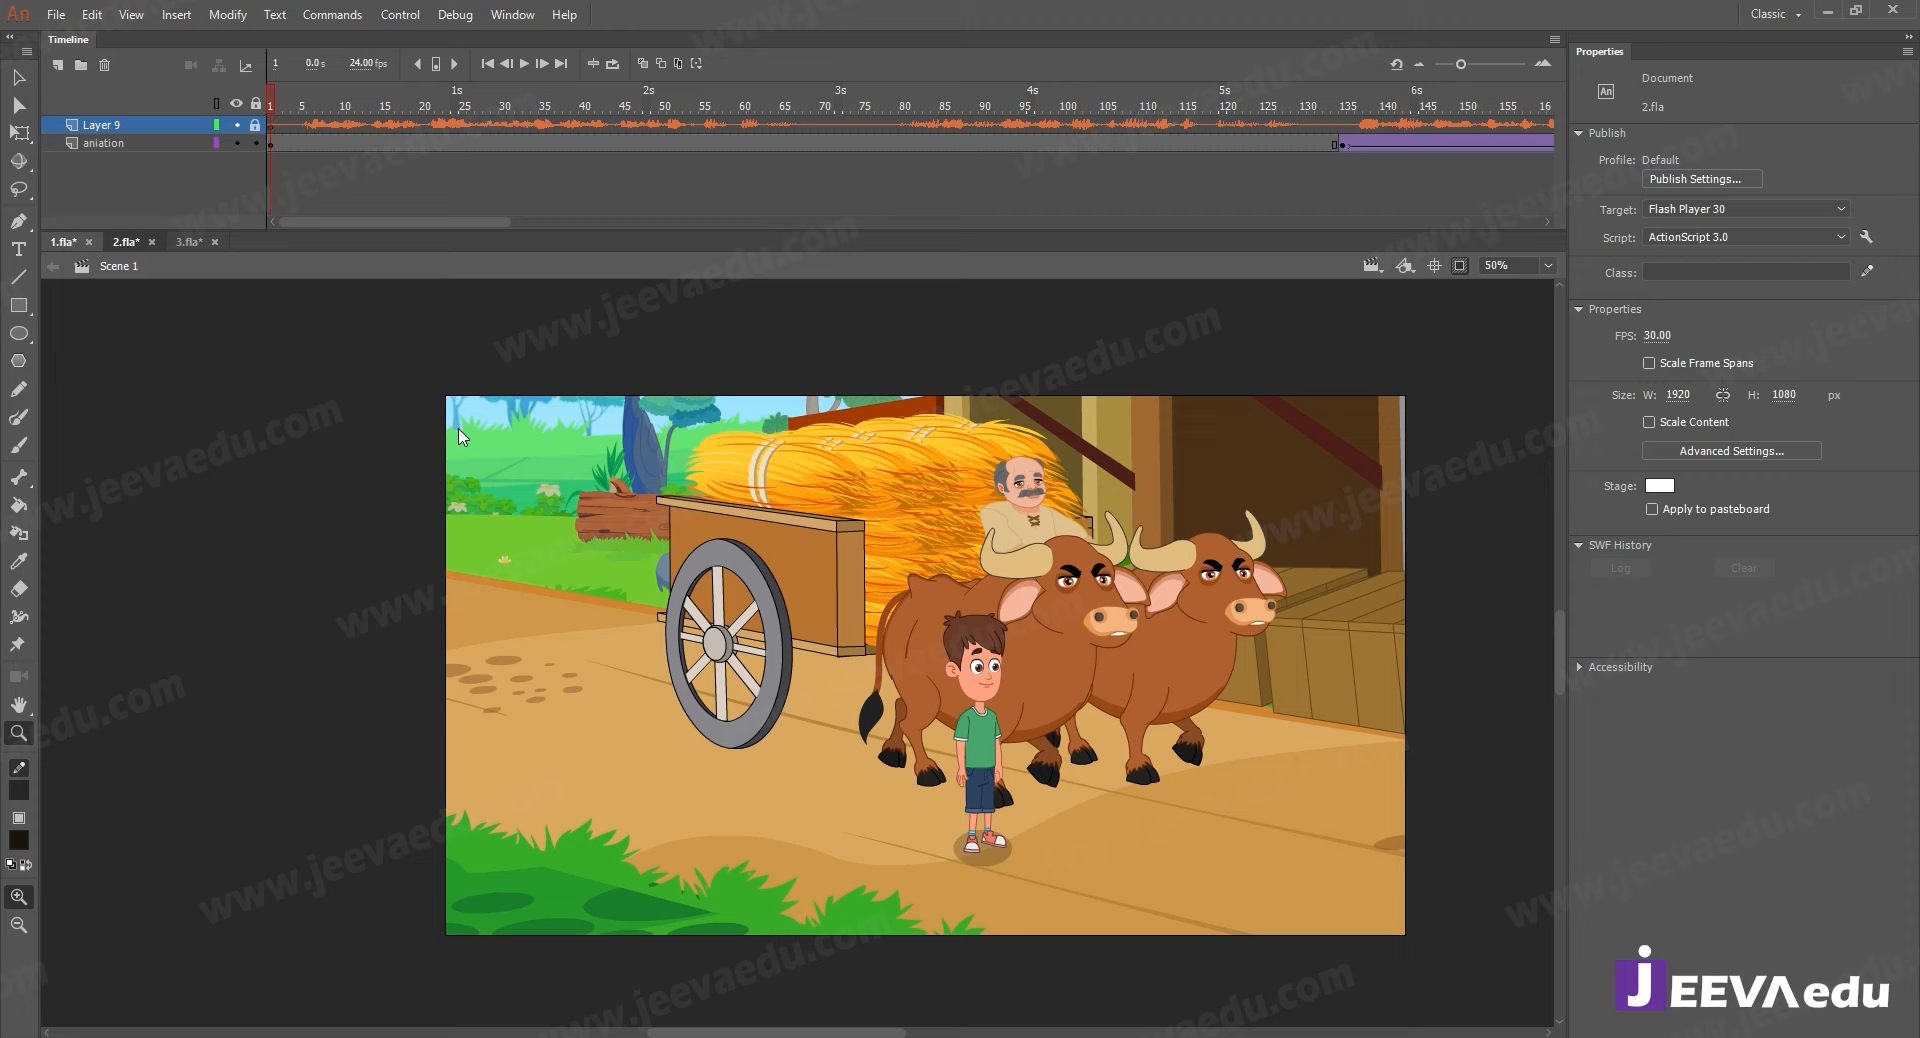 An File Edit View Insert Modify Text Commands Control Debug Window Help Classic
Timeline
Properties
1 0.0s 24.00fps
Document
An
2.fla
1s 2s 3s 4s 5s 6s
1 5 10 15 20 25 30 35 40 45 50 55 60 65 70 75 80 85 90 95 100 105 110 115 120 125 130 135 140 145 150 155 16
Layer 9
aniation
Publish
Profile: Default
Publish Settings...
Target: Flash Player 30
Script: ActionScript 3.0
Class:
1.fla* 2.fla* 3.fla*
Scene 1
50%
Properties
FPS: 30.00
Scale Frame Spans
Size: W: 1920 H: 1080 px
Scale Content
Advanced Settings...
Stage:
Apply to pasteboard
SWF History
Log Clear
Accessibility
www.jeevaedu.com
JEEVA edu